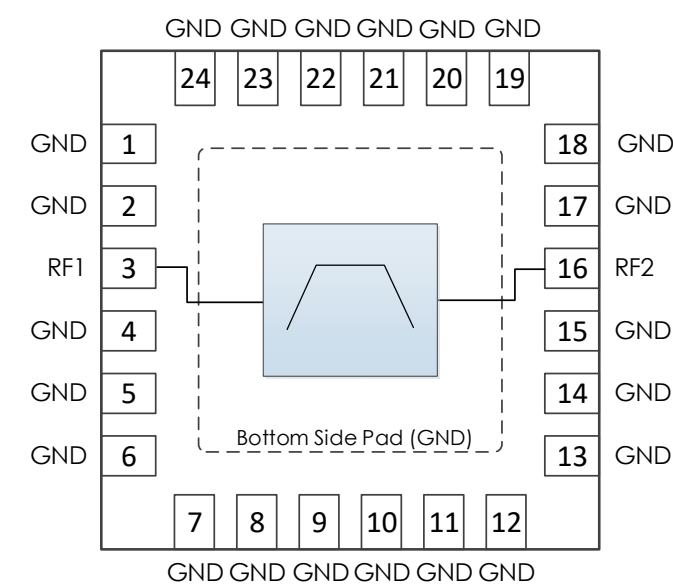 GND GND GND GND GND GND
24 23 22 21 20 19
GND 1 18 GND
GND 2 17 GND
RF1 3 16 RF2
GND 4 15 GND
GND 5 14 GND
Bottom Side Pad (GND)
GND 6 13 GND
7 8 9 10 11 12
GND GND GND GND GND GND